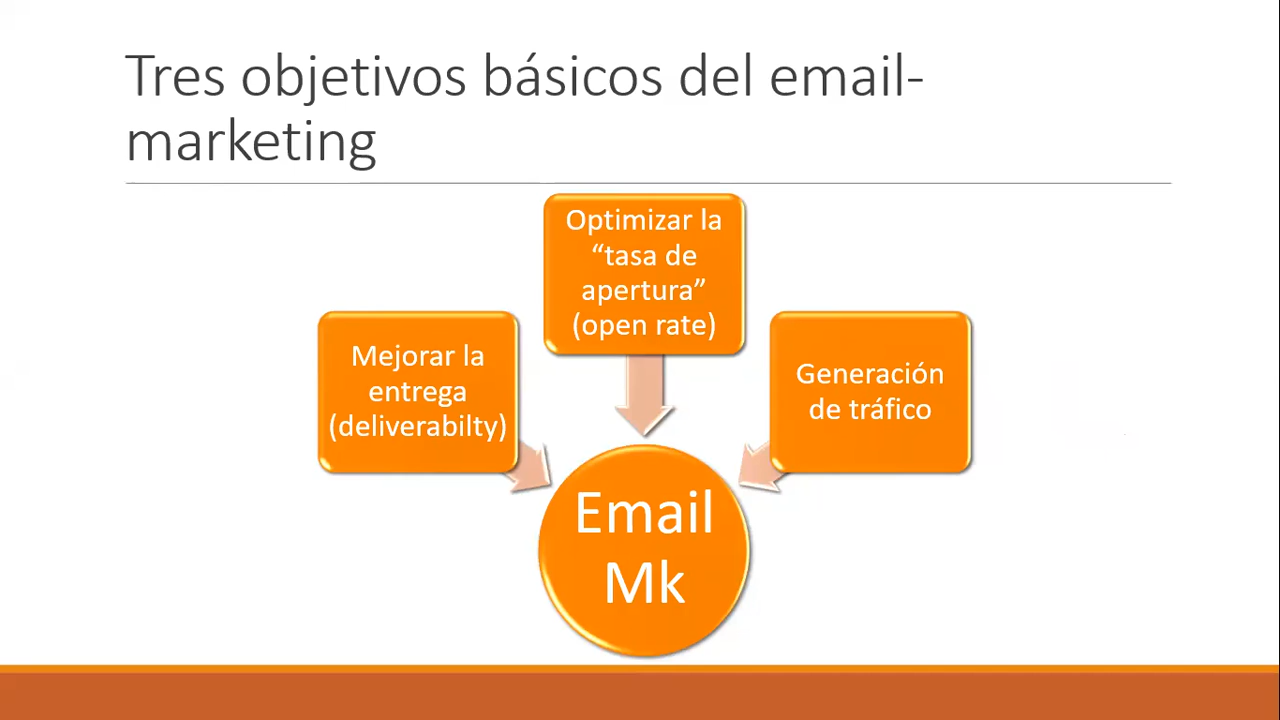 Tres objetivos básicos del email-
marketing
Optimizar la
“tasa de
apertura”
(open rate)
Mejorar la
entrega
(deliverabilty)
Generación
de tráfico
Email
Mk